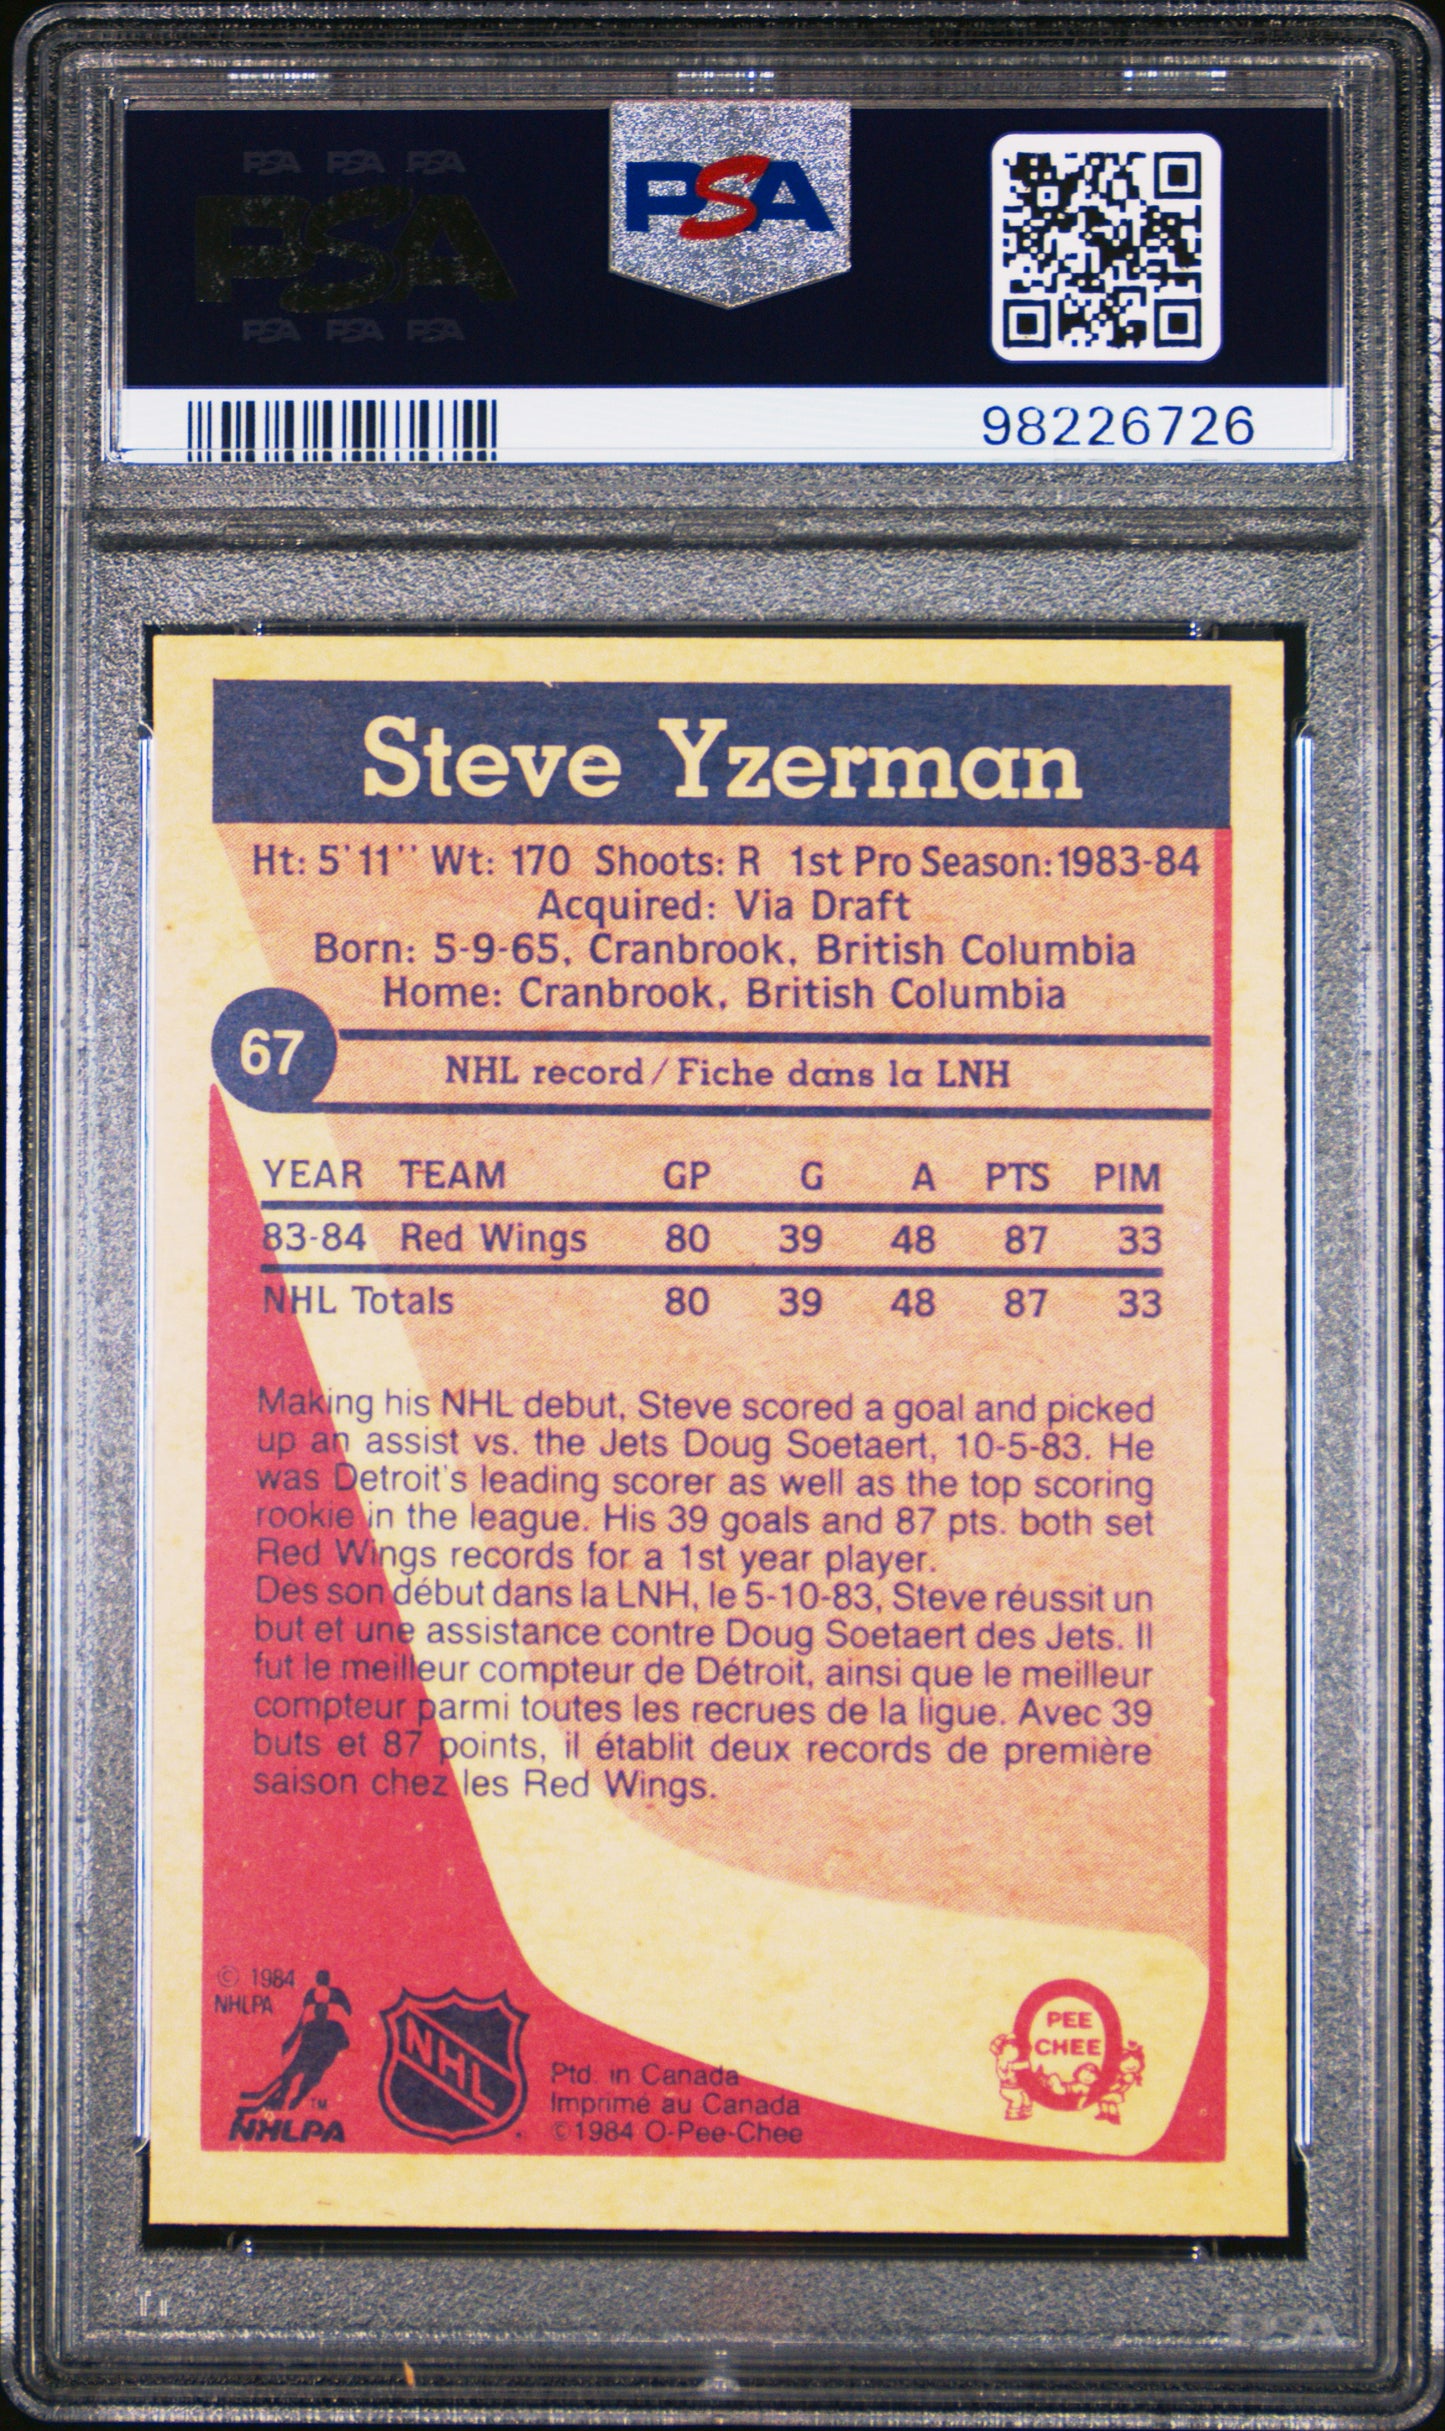 PSA PSA PSA
PSA
PSA PSA PSA
PSA
98226726
Steve Yzerman
Ht: 5'11'' Wt: 170 Shoots: R 1st Pro Season: 1983-84
Acquired: Via Draft
Born: 5-9-65, Cranbrook, British Columbia
Home: Cranbrook, British Columbia
67
NHL record / Fiche dans la LNH
YEAR TEAM GP G A PTS PIM
83-84 Red Wings 80 39 48 87 33
NHL Totals 80 39 48 87 33
Making his NHL debut, Steve scored a goal and picked
up an assist vs. the Jets Doug Soetaert, 10-5-83. He
was Detroit's leading scorer as well as the top scoring
rookie in the league. His 39 goals and 87 pts. both set
Red Wings records for a 1st year player.
Des son début dans la LNH, le 5-10-83, Steve réussit un
but et une assistance contre Doug Soetaert des Jets. Il
fut le meilleur compteur de Détroit, ainsi que le meilleur
compteur parmi toutes les recrues de la ligue. Avec 39
buts et 87 points, il établit deux records de première
saison chez les Red Wings.
© 1984
NHLPA
TM
NHLPA
NHL
Ptd. in Canada
Imprimé au Canada
©1984 O-Pee-Chee
PEE
CHEE
PSA